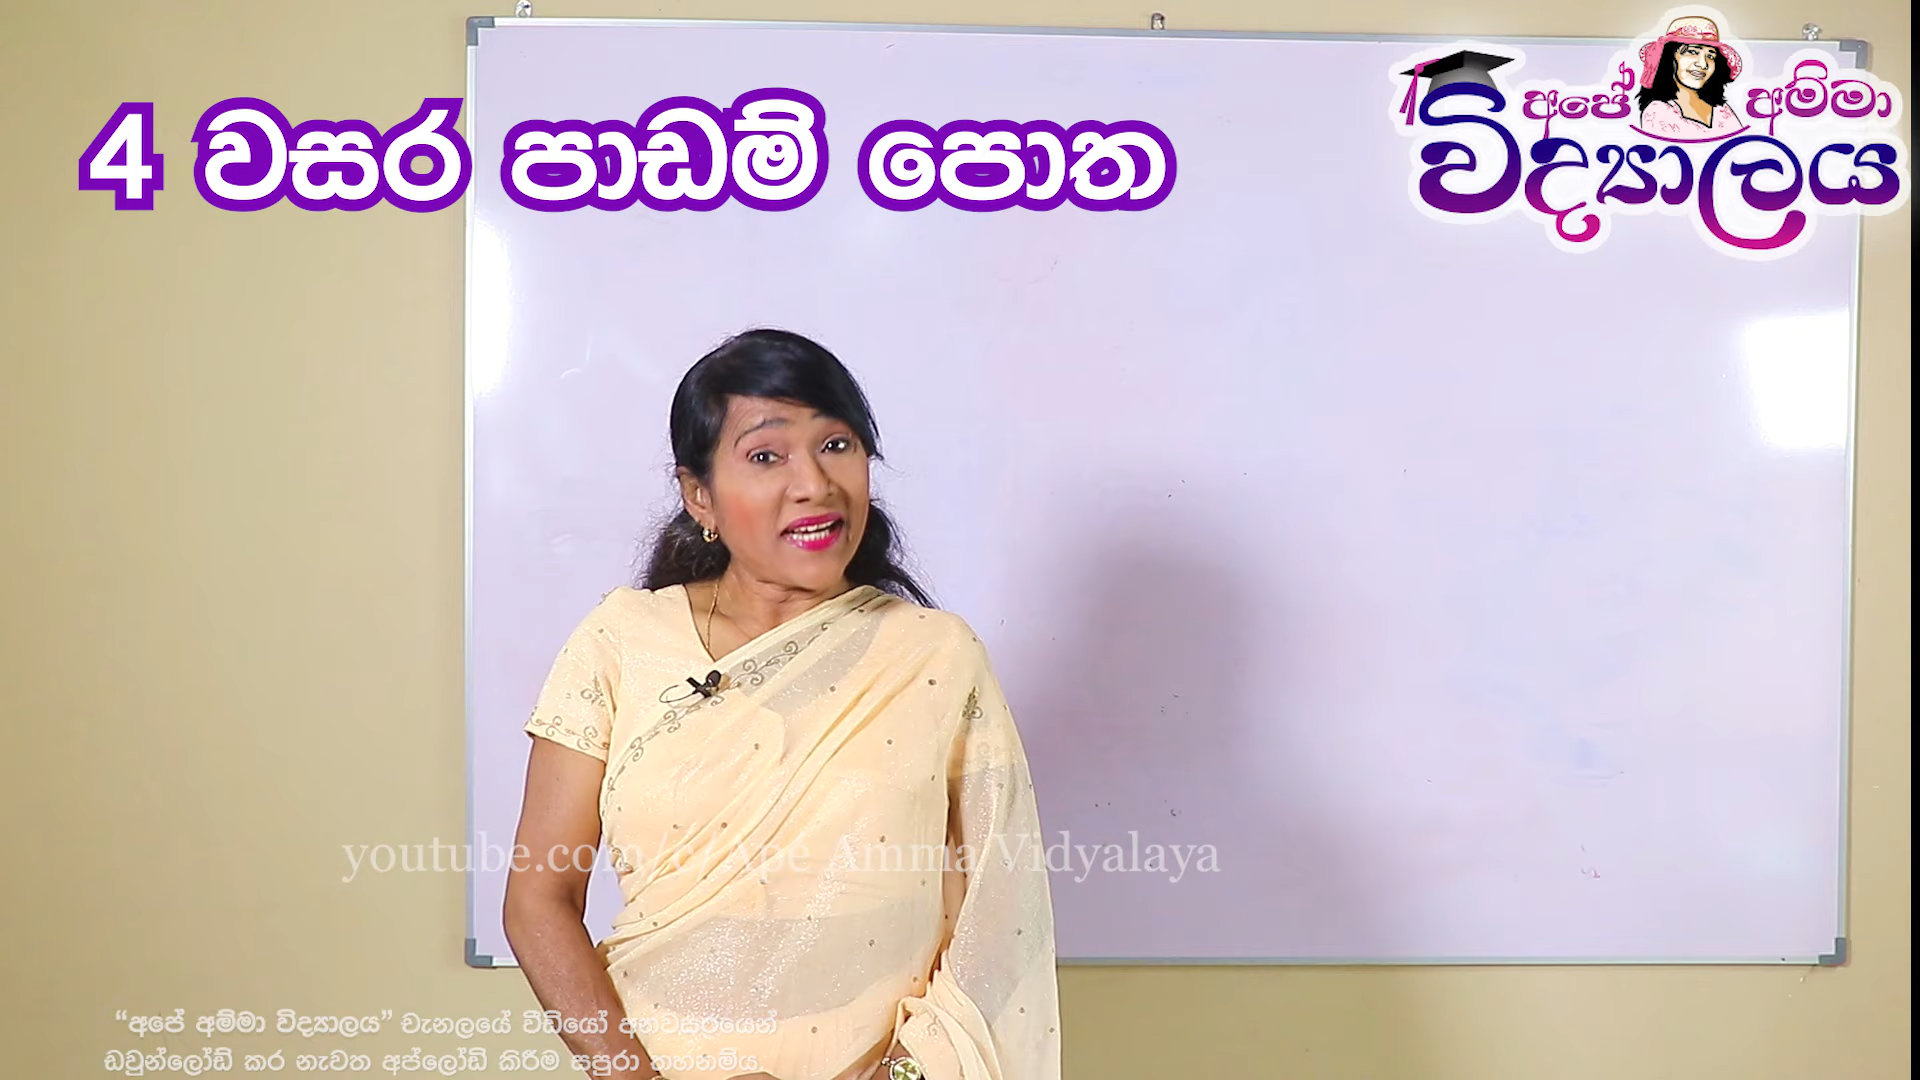 4 වසර පාඩම් පොත
අපේ අම්මා
විද්‍යාලය
youtube.com/c/Ape Amma Vidyalaya
“අපේ අම්මා විද්‍යාලය” චැනලයේ වීඩියෝ අනවසරයෙන්
ඩවුන්ලෝඩ් කර නැවත අප්ලෝඩ් කිරීම සපුරා තහනම්ය